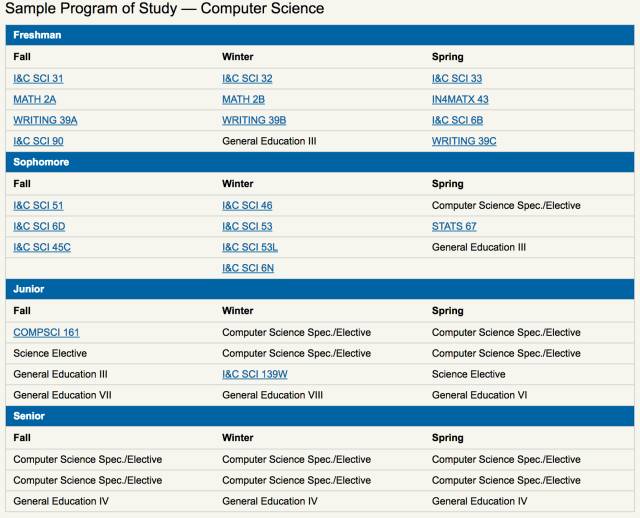 Sample Program of Study — Computer Science
Freshman
Fall Winter Spring
I&C SCI 31 I&C SCI 32 I&C SCI 33
MATH 2A MATH 2B IN4MATX 43
WRITING 39A WRITING 39B I&C SCI 6B
I&C SCI 90 General Education III WRITING 39C
Sophomore
Fall Winter Spring
I&C SCI 51 I&C SCI 46 Computer Science Spec./Elective
I&C SCI 6D I&C SCI 53 STATS 67
I&C SCI 45C I&C SCI 53L General Education III
I&C SCI 6N
Junior
Fall Winter Spring
COMPSCI 161 Computer Science Spec./Elective Computer Science Spec./Elective
Science Elective Computer Science Spec./Elective Computer Science Spec./Elective
General Education III I&C SCI 139W Science Elective
General Education VII General Education VIII General Education VI
Senior
Fall Winter Spring
Computer Science Spec./Elective Computer Science Spec./Elective Computer Science Spec./Elective
Computer Science Spec./Elective Computer Science Spec./Elective Computer Science Spec./Elective
General Education IV General Education IV General Education IV